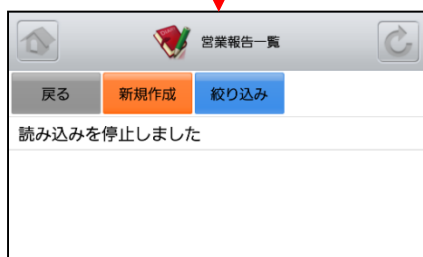 営業報告一覧
戻る
新規作成
絞り込み
読み込みを停止しました